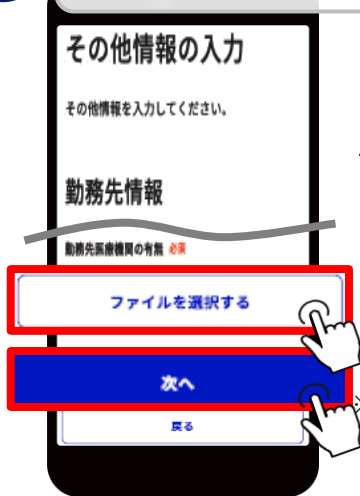 その他情報の入力
その他情報を入力してください。
勤務先情報
勤務先医療機関の有無 必須
ファイルを選択する
次へ
戻る